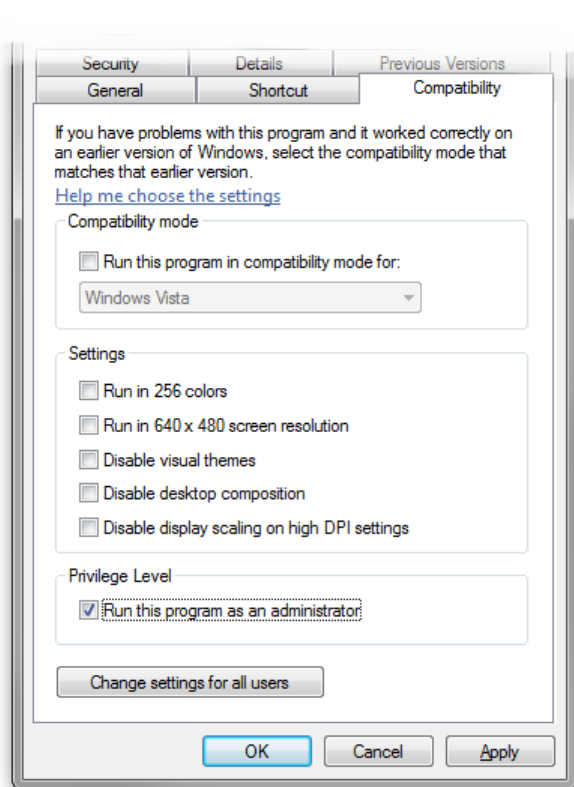 Security Details Previous Versions
General Shortcut Compatibility
If you have problems with this program and it worked correctly on
an earlier version of Windows, select the compatibility mode that
matches that earlier version.
Help me choose the settings
Compatibility mode
Run this program in compatibility mode for:
Windows Vista
Settings
Run in 256 colors
Run in 640 x 480 screen resolution
Disable visual themes
Disable desktop composition
Disable display scaling on high DPI settings
Privilege Level
Run this program as an administrator
Change settings for all users
OK Cancel Apply